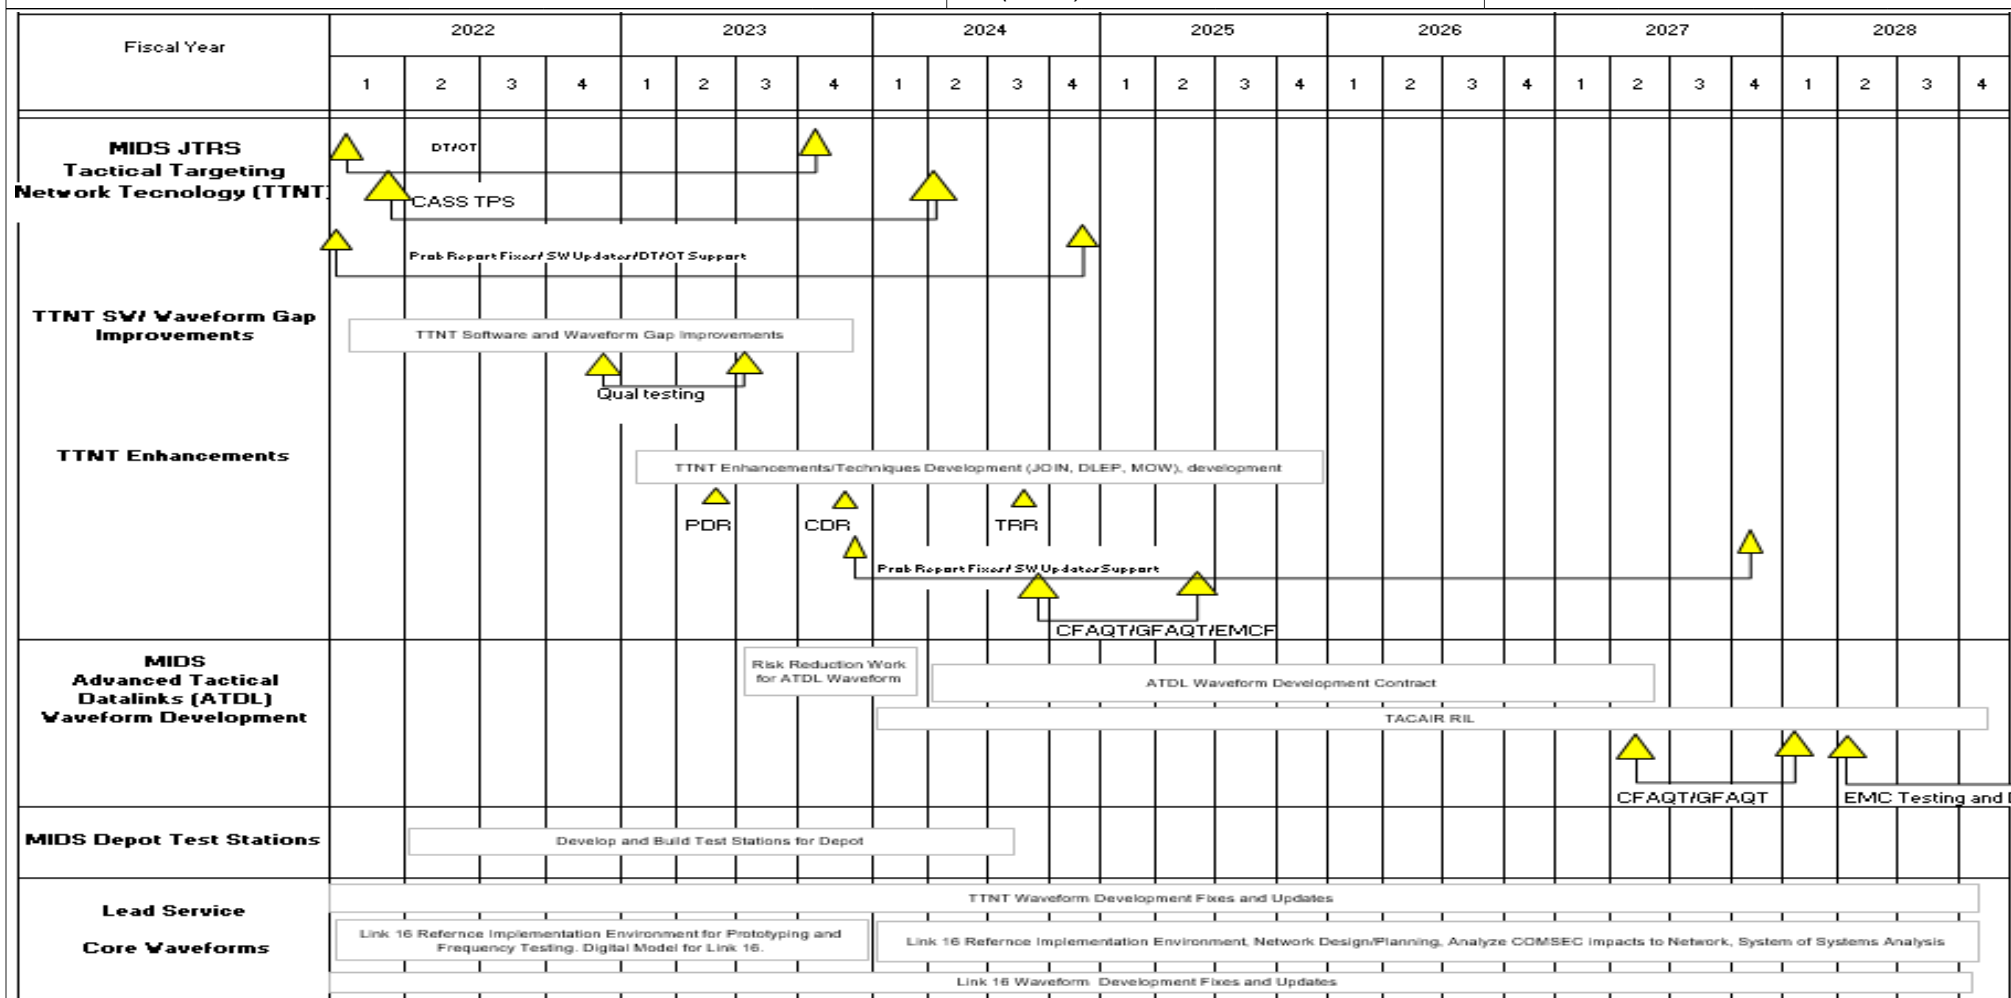 Fiscal Year
2022 2023 2024 2025 2026 2027 2028
1 2 3 4 1 2 3 4 1 2 3 4 1 2 3 4 1 2 3 4 1 2 3 4 1 2 3 4
MIDS JTRS
Tactical Targeting
Network Tecnology (TTNT)
DT/OT
CASS TPS
Prob Report Fixes/ SW Updates/DT/OT Support
TTNT SW/ Waveform Gap
Improvements
TTNT Software and Waveform Gap Improvements
Qual testing
TTNT Enhancements
TTNT Enhancements/Techniques Development (JOIN, DLEP, MOW), development
PDR CDR TRR
Prob Report Fixes/ SW Updates Support
CFAQT/GFAQT/EMCF
MIDS
Advanced Tactical
Datalinks (ATDL)
Waveform Development
Risk Reduction Work
for ATDL Waveform
ATDL Waveform Development Contract
TACAIR RIL
CFAQT/GFAQT
EMC Testing and
MIDS Depot Test Stations
Develop and Build Test Stations for Depot
Lead Service
Core Waveforms
TTNT Waveform Development Fixes and Updates
Link 16 Refernce Implementation Environment for Prototyping and
Frequency Testing. Digital Model for Link 16.
Link 16 Refernce Implementation Environment, Network Design/Planning, Analyze COMSEC Impacts to Network, System of Systems Analysis
Link 16 Waveform Development Fixes and Updates